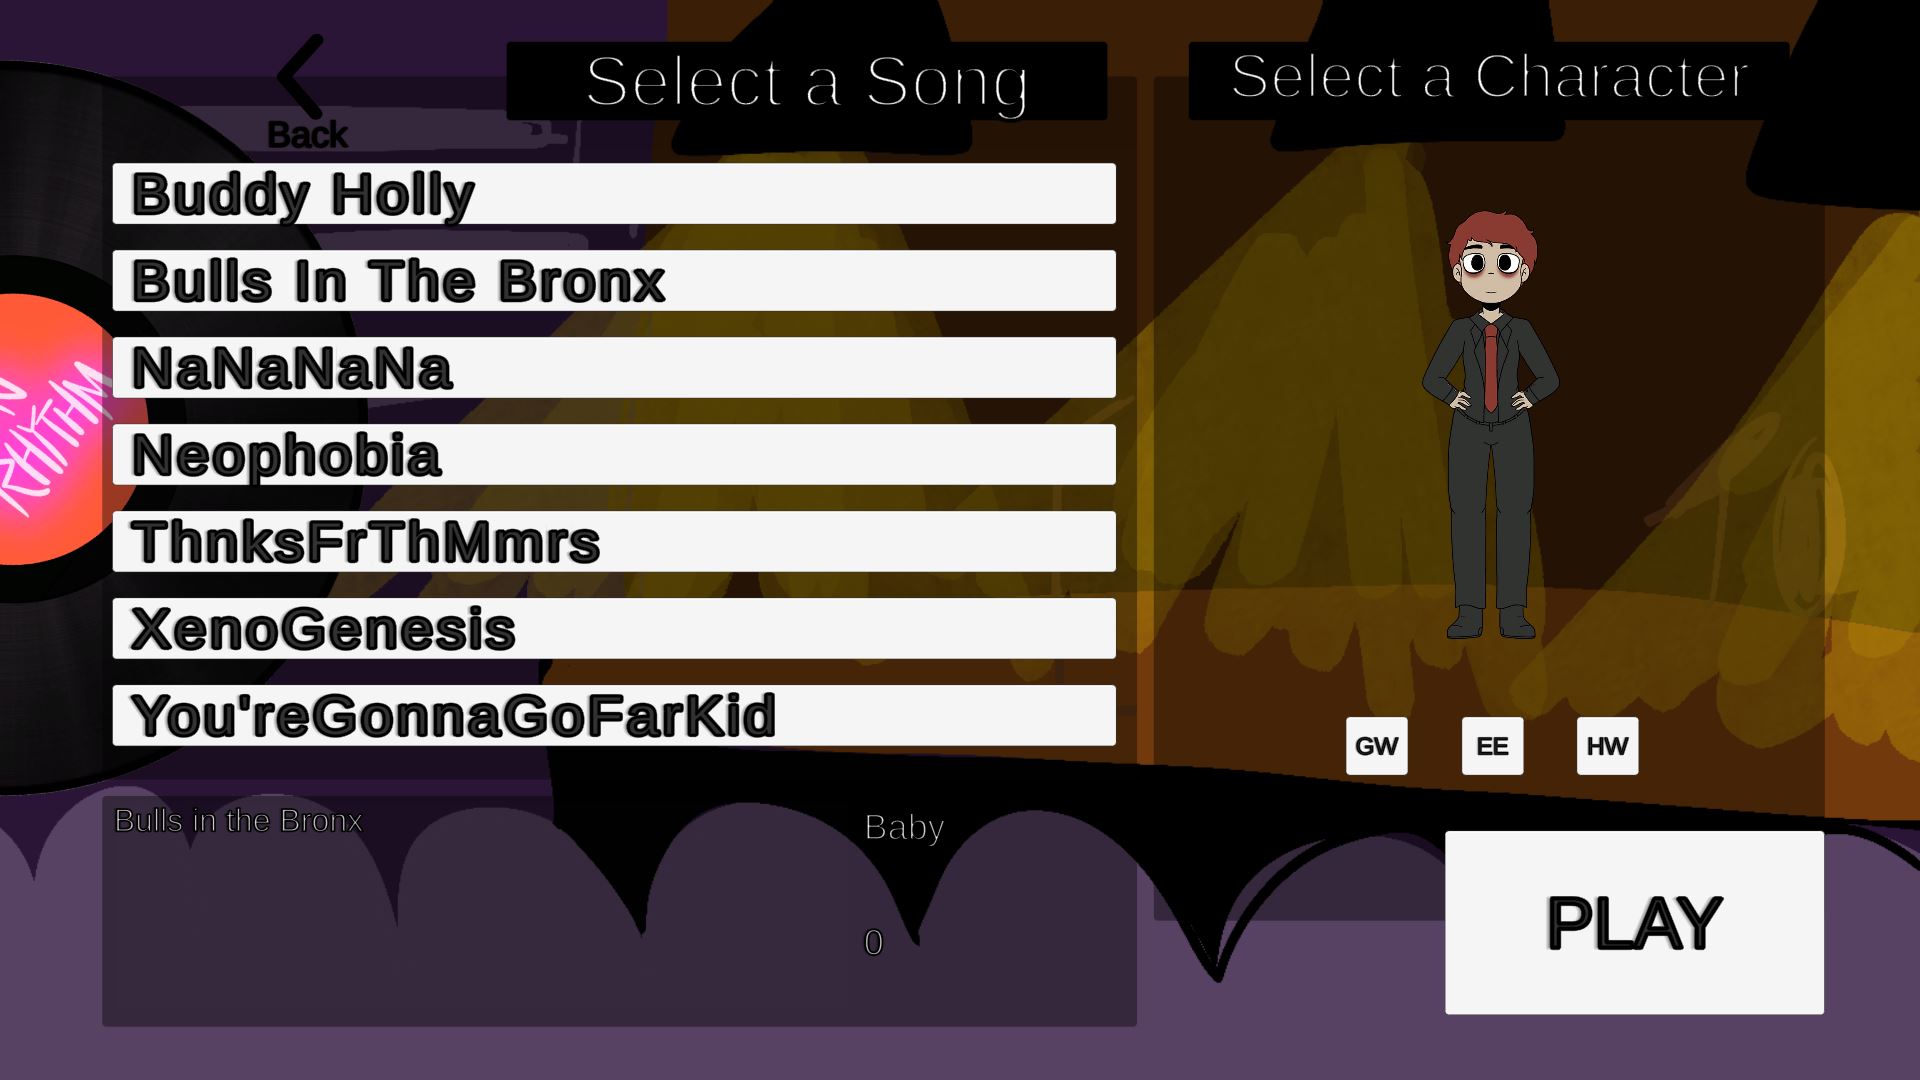 Select a Song
Select a Character
Back
Buddy Holly
Bulls In The Bronx
NaNaNaNa
Neophobia
ThnksFrThMmrs
XenoGenesis
You'reGonnaGoFarKid
RHYTHM
GW
EE
HW
Bulls in the Bronx
Baby
0
PLAY